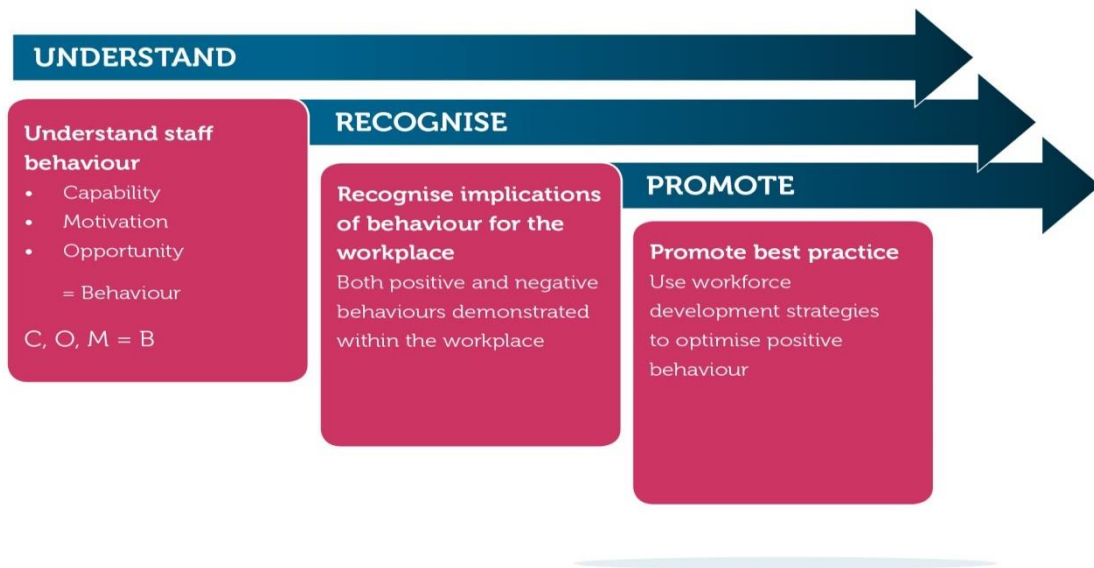 UNDERSTAND
Understand staff
behaviour
• Capability
• Motivation
• Opportunity
= Behaviour
C, O, M = B
RECOGNISE
Recognise implications
of behaviour for the
workplace
Both positive and negative
behaviours demonstrated
within the workplace
PROMOTE
Promote best practice
Use workforce
development strategies
to optimise positive
behaviour